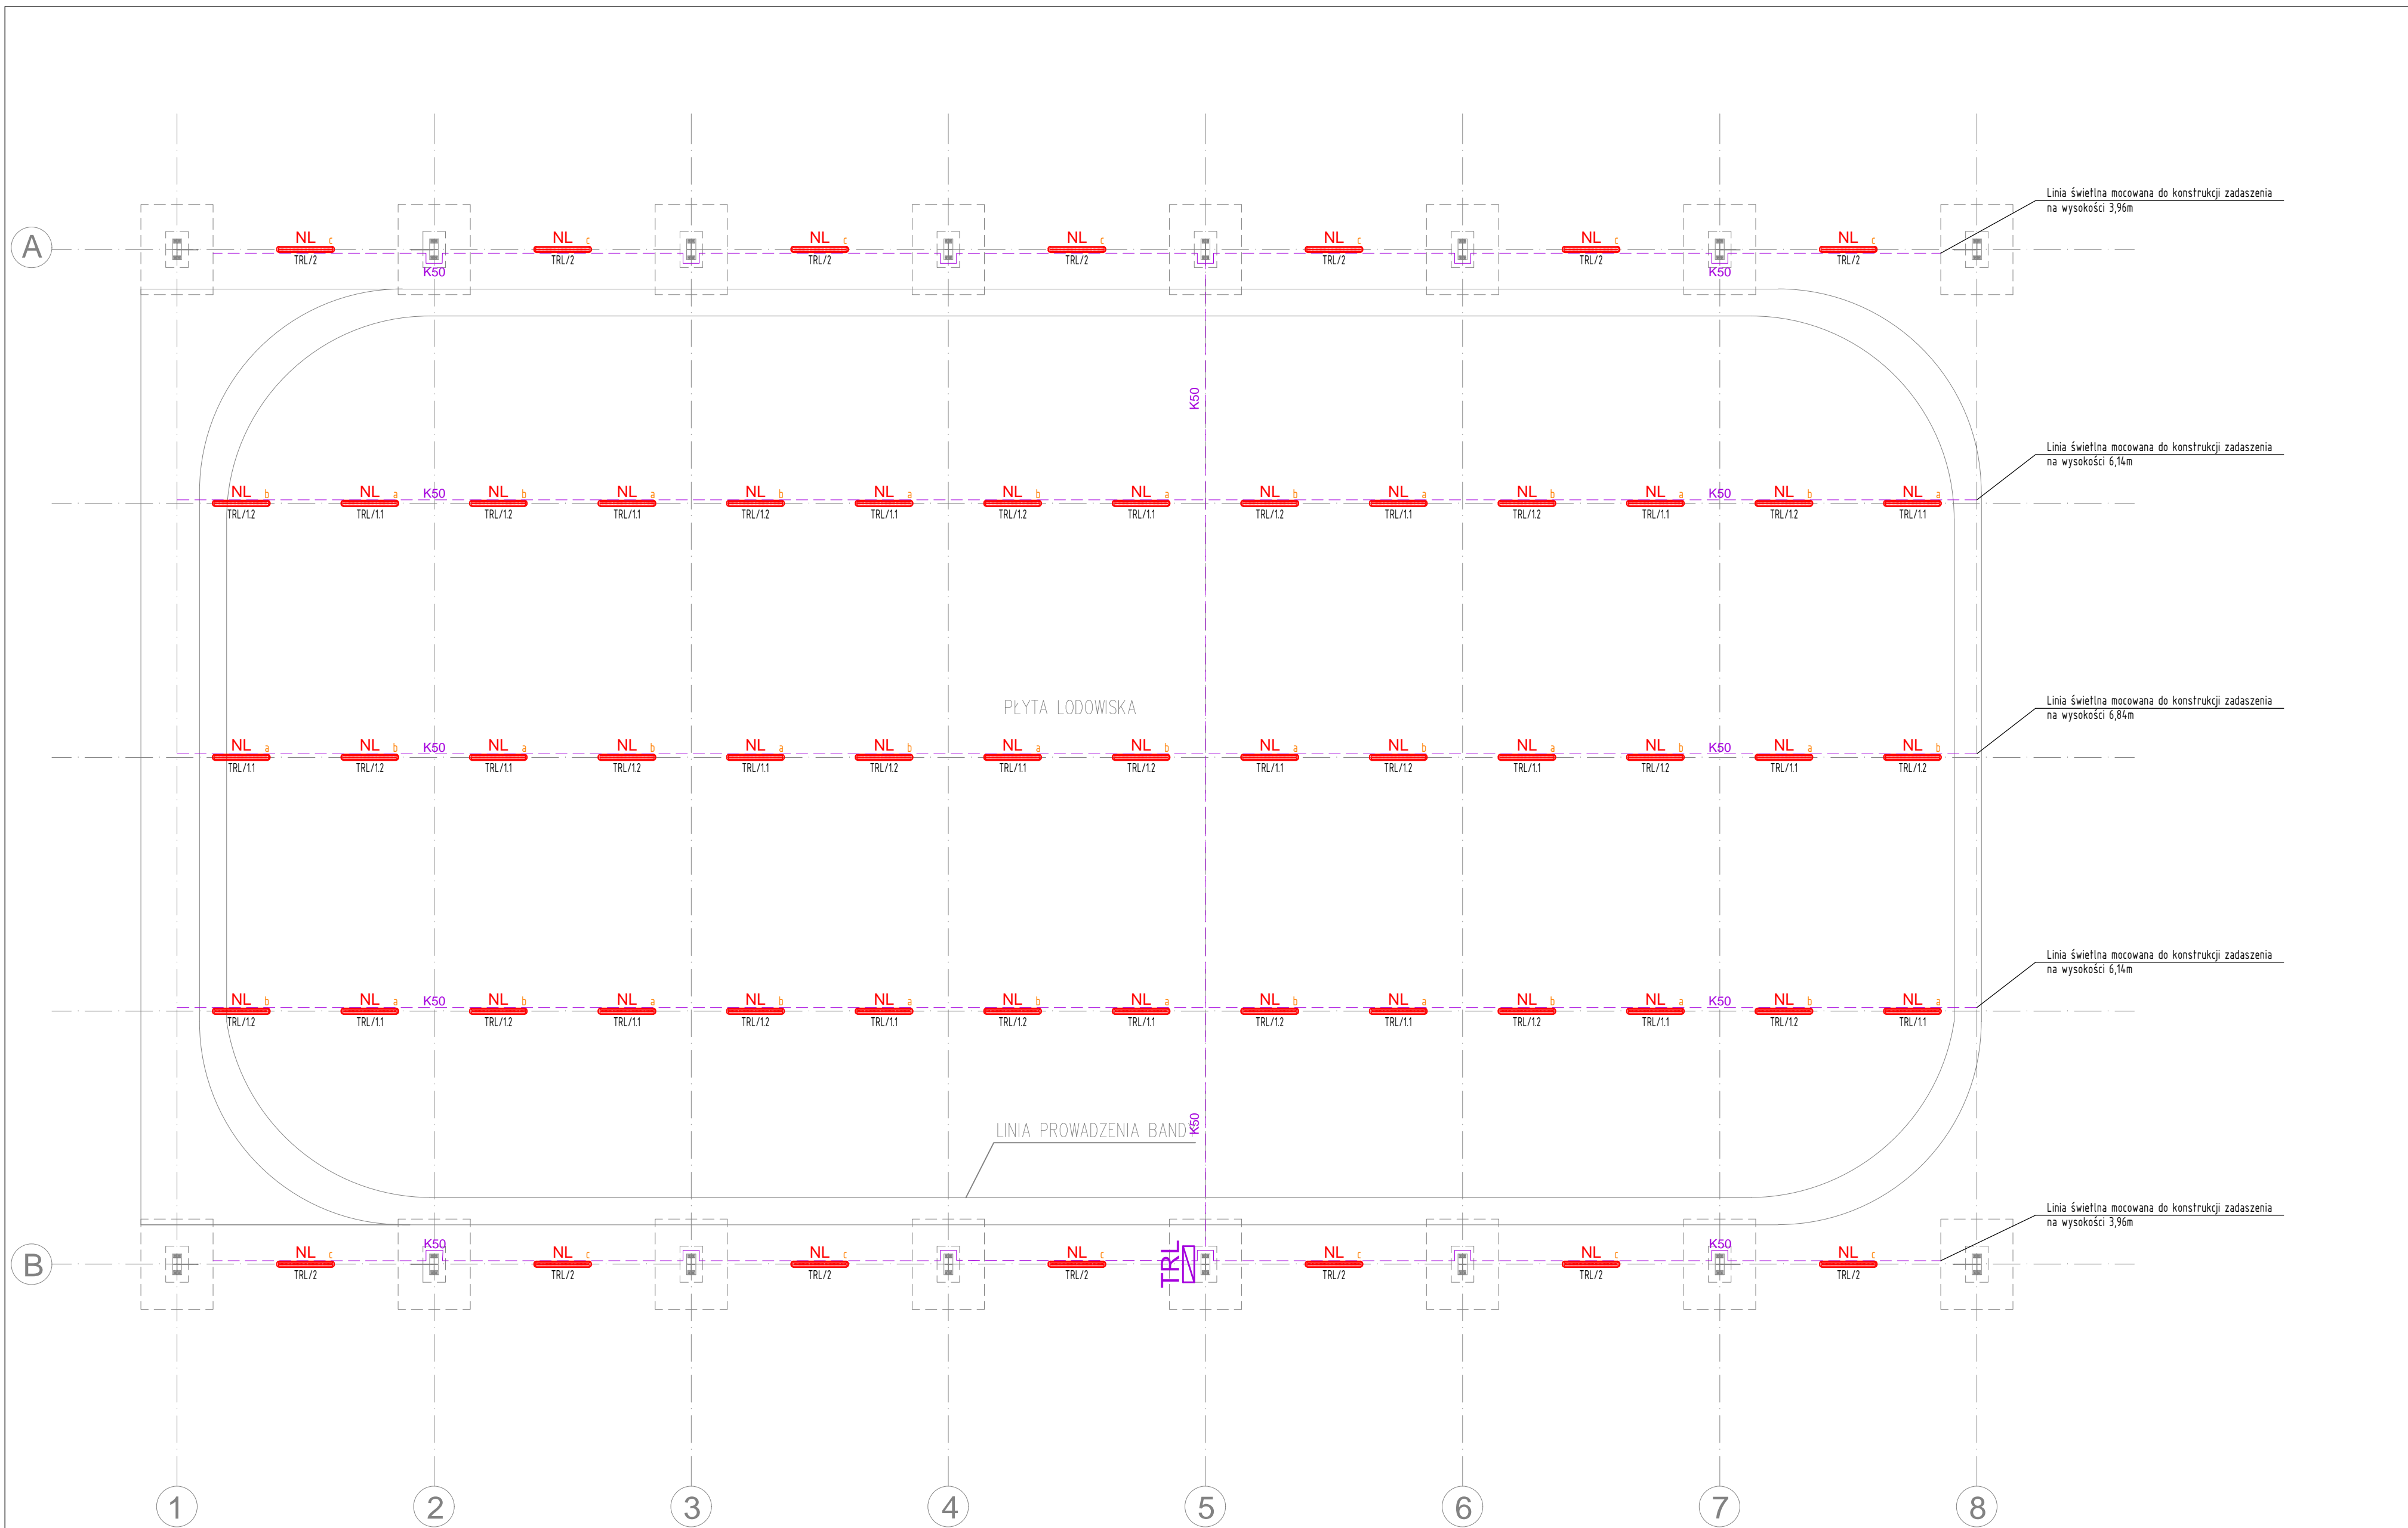 Linia świetlna mocowana do konstrukcji zadaszenia
na wysokości 3,96m
A
NL c NL c NL c NL c NL c NL c NL c
TRL/2 TRL/2 TRL/2 TRL/2 TRL/2 TRL/2 TRL/2
K50 K50
K50
Linia świetlna mocowana do konstrukcji zadaszenia
na wysokości 6,14m
NL b NL a K50 NL b NL a NL b NL a NL b NL a NL b NL a NL b NL a K50 NL b NL a
TRL/1.2 TRL/1.1 TRL/1.2 TRL/1.1 TRL/1.2 TRL/1.1 TRL/1.2 TRL/1.1 TRL/1.2 TRL/1.1 TRL/1.2 TRL/1.1 TRL/1.2 TRL/1.1
Linia świetlna mocowana do konstrukcji zadaszenia
na wysokości 6,84m
PŁYTA LODOWISKA
NL a NL b K50 NL a NL b NL a NL b NL a NL b NL a NL b NL a NL b K50 NL a NL b
TRL/1.1 TRL/1.2 TRL/1.1 TRL/1.2 TRL/1.1 TRL/1.2 TRL/1.1 TRL/1.2 TRL/1.1 TRL/1.2 TRL/1.1 TRL/1.2 TRL/1.1 TRL/1.2
Linia świetlna mocowana do konstrukcji zadaszenia
na wysokości 6,14m
NL b NL a K50 NL b NL a NL b NL a NL b NL a NL b NL a NL b NL a K50 NL b NL a
TRL/1.2 TRL/1.1 TRL/1.2 TRL/1.1 TRL/1.2 TRL/1.1 TRL/1.2 TRL/1.1 TRL/1.2 TRL/1.1 TRL/1.2 TRL/1.1 TRL/1.2 TRL/1.1
LINIA PROWADZENIA BAND
K50
Linia świetlna mocowana do konstrukcji zadaszenia
na wysokości 3,96m
K50 K50
B
NL c NL c NL c NL c NL c NL c NL c
TRL/2 TRL/2 TRL/2 TRL/2 TRL/2 TRL/2 TRL/2
TRL
1 2 3 4 5 6 7 8